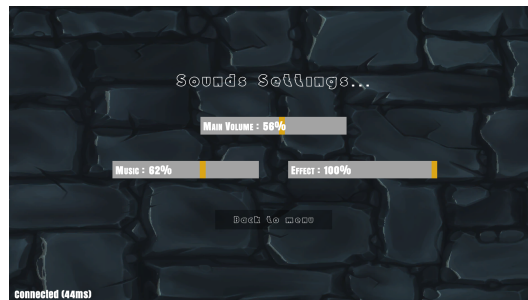 Sounds Settings...
Main Volume : 56%
Music : 62%
Effect : 100%
Back to menu
connected (44ms)